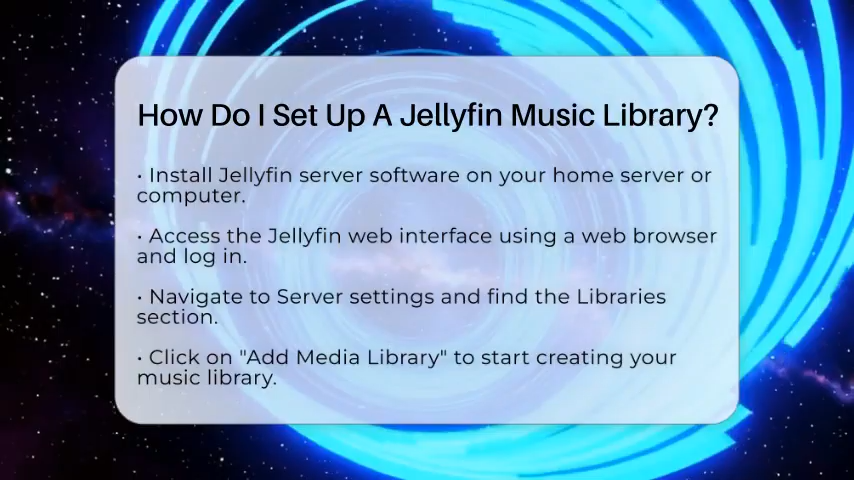 How Do I Set Up A Jellyfin Music Library?
• Install Jellyfin server software on your home server or
computer.
• Access the Jellyfin web interface using a web browser
and log in.
• Navigate to Server settings and find the Libraries
section.
• Click on "Add Media Library" to start creating your
music library.